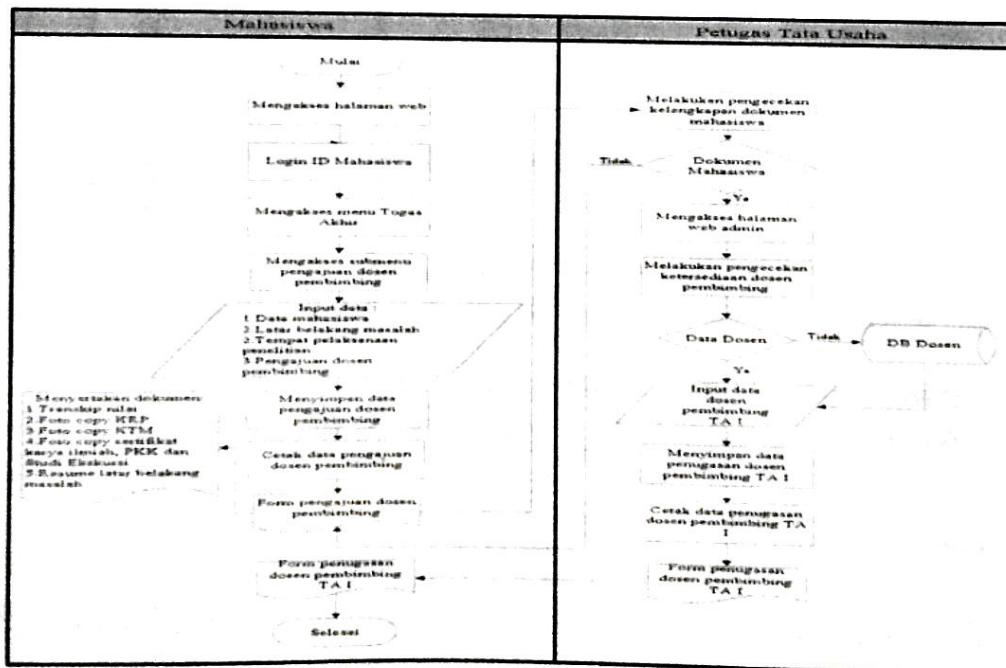 Mahasiswa
Mulai
Mengakses halaman web
Login ID Mahasiswa
Mengakses menu Tugas
Akhir
Mengakses submenu
pengajuan dosen
pembimbing
Input data :
1 Data mahasiswa
2 Latar belakang masalah
2.Tempat pelaksanaan
penelitian
3 Pengajuan dosen
pembimbing
Menyertakan dokumen
1 Transkip nilai
2.Foto copy KRP
3 Foto copy KTM
4.Foto copy sertifikat
karya ilmiah, PKK dan
Studi Ekskursi
5.Resume latar belakang
masalah
Menyimpan data
pengajuan dosen
pembimbing
Cetak data pengajuan
dosen pembimbing
Form pengajuan dosen
pembimbing
Form penugasan
dosen pembimbing
TA I
Selesei
Petugas Tata Usaha
Melakukan pengecekan
kelengkapan dokumen
mahasiswa
Tidak
Dokumen
Mahasiswa
Ya
Mengakses halaman
web admin
Melakukan pengecekan
ketersediaan dosen
pembimbing
Data Dosen
Tidak
DB Dosen
Ya
Input data
dosen
pembimbing
TA I
Menyimpan data
penugasan dosen
pembimbing TA I
Cetak data penugasan
dosen pembimbing TA
I
Form penugasan
dosen pembimbing
TA I